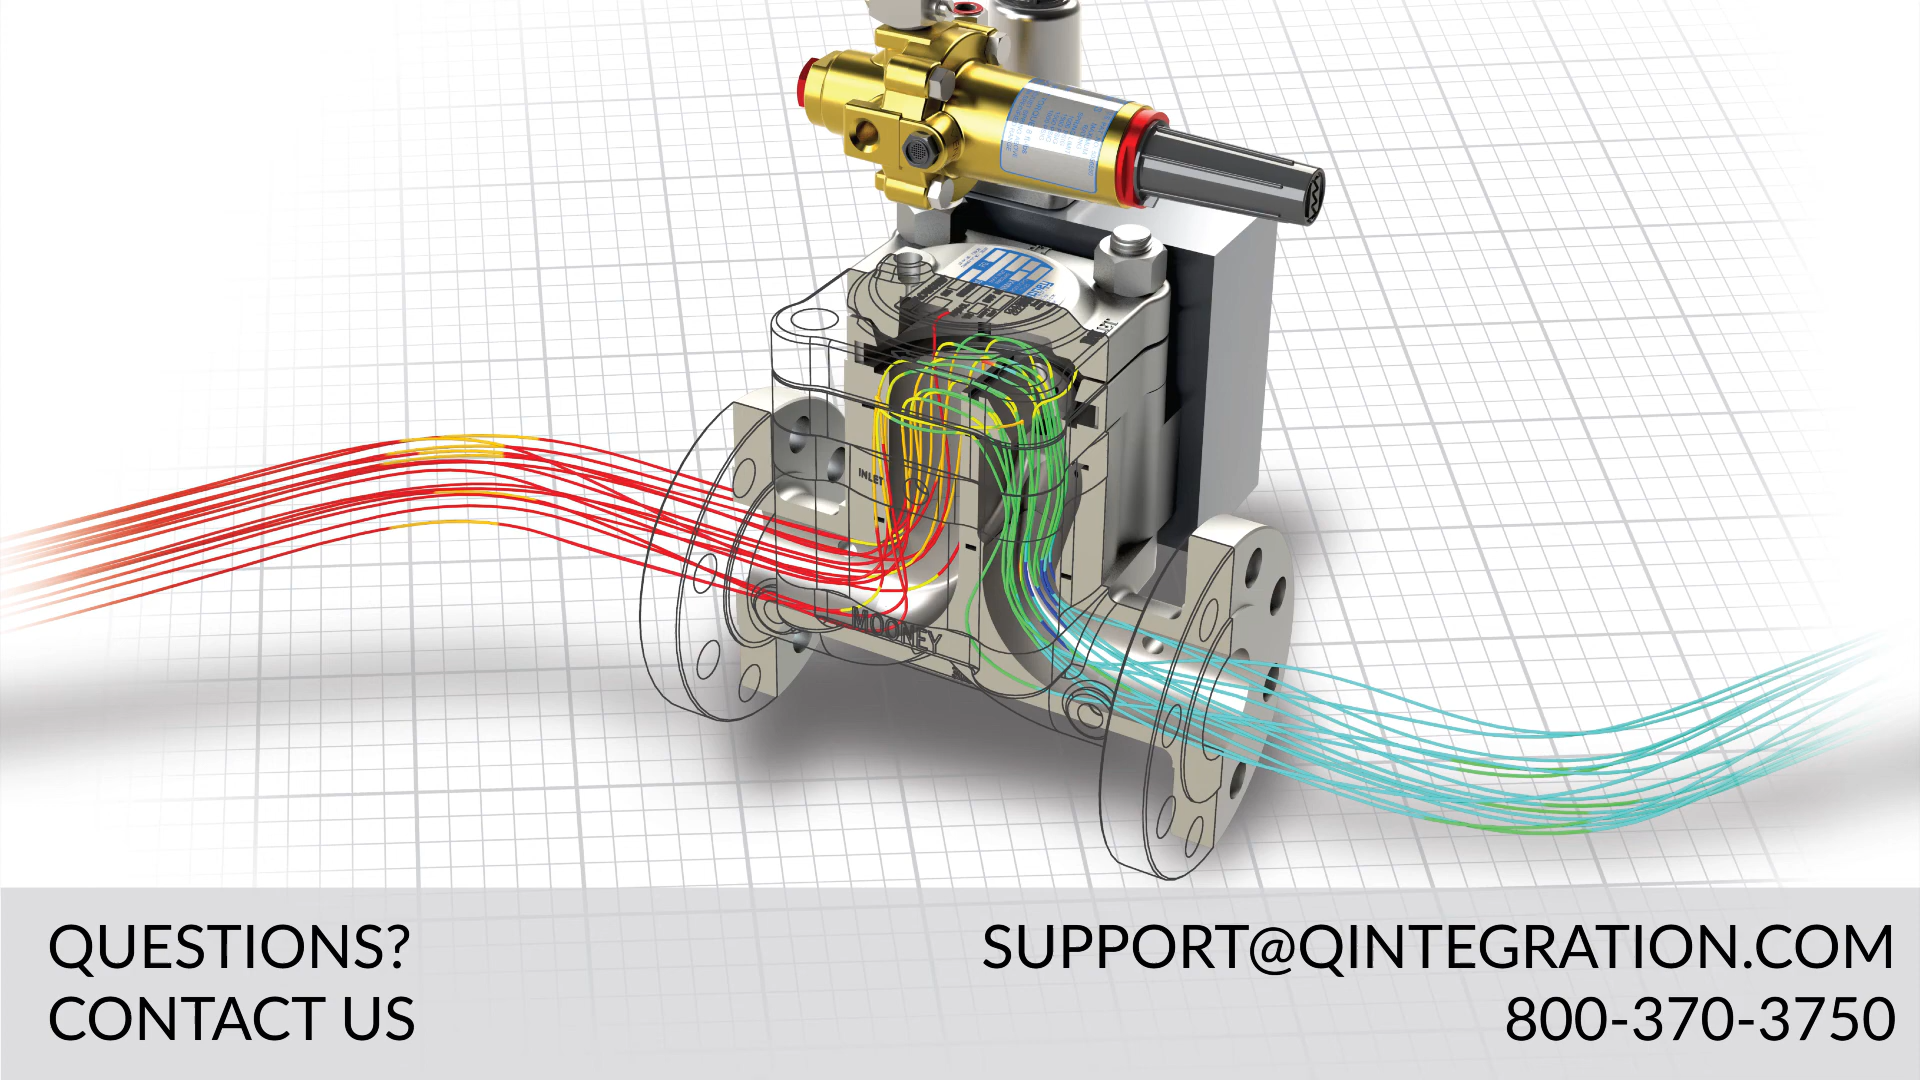 INLET
MOONEY
QUESTIONS?
CONTACT US
SUPPORT@QINTEGRATION.COM
800-370-3750